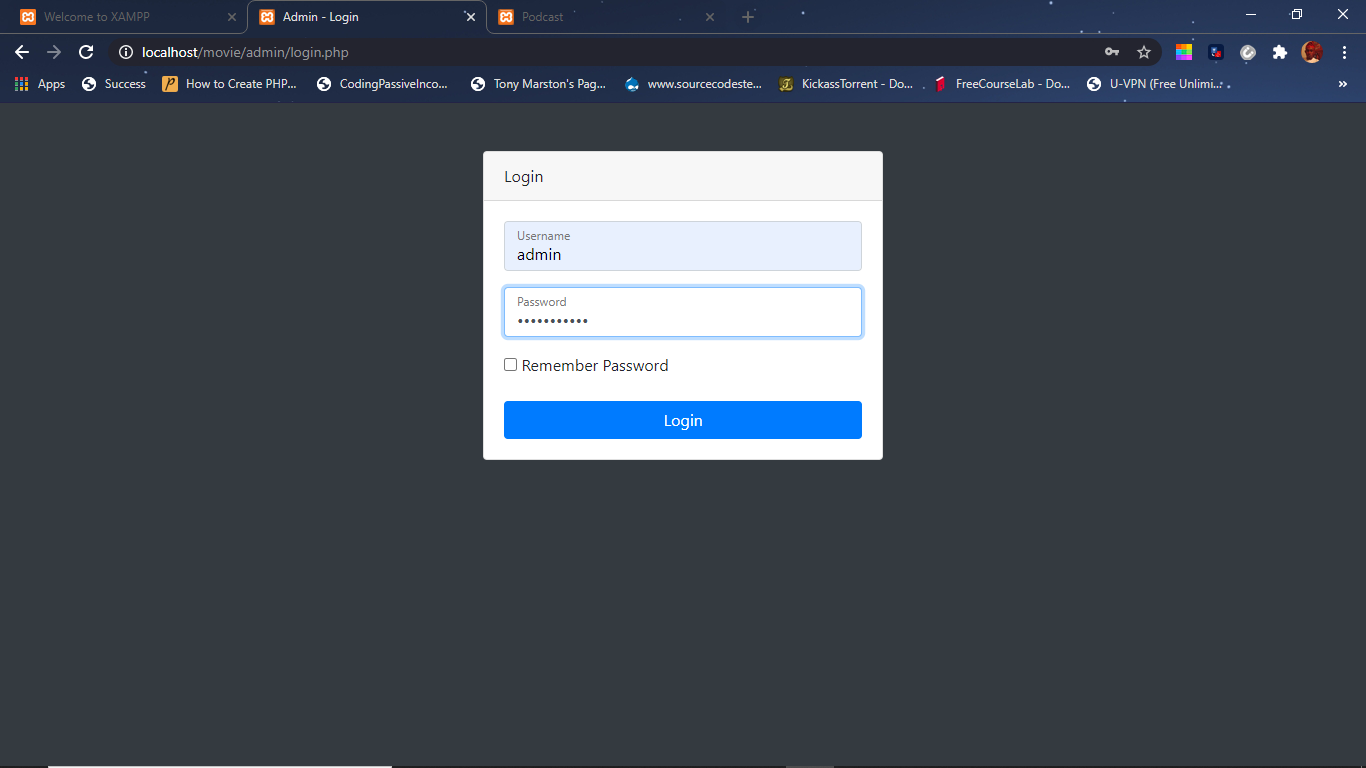 Welcome to XAMPP
Admin - Login
Podcast
localhost/movie/admin/login.php
Apps
Success
How to Create PHP...
CodingPassiveInco...
Tony Marston's Pag...
www.sourcecodeste...
KickassTorrent - Do...
FreeCourseLab - Do...
U-VPN (Free Unlimi...
»
Login
Username
admin
Password
•••••••••••
Remember Password
Login